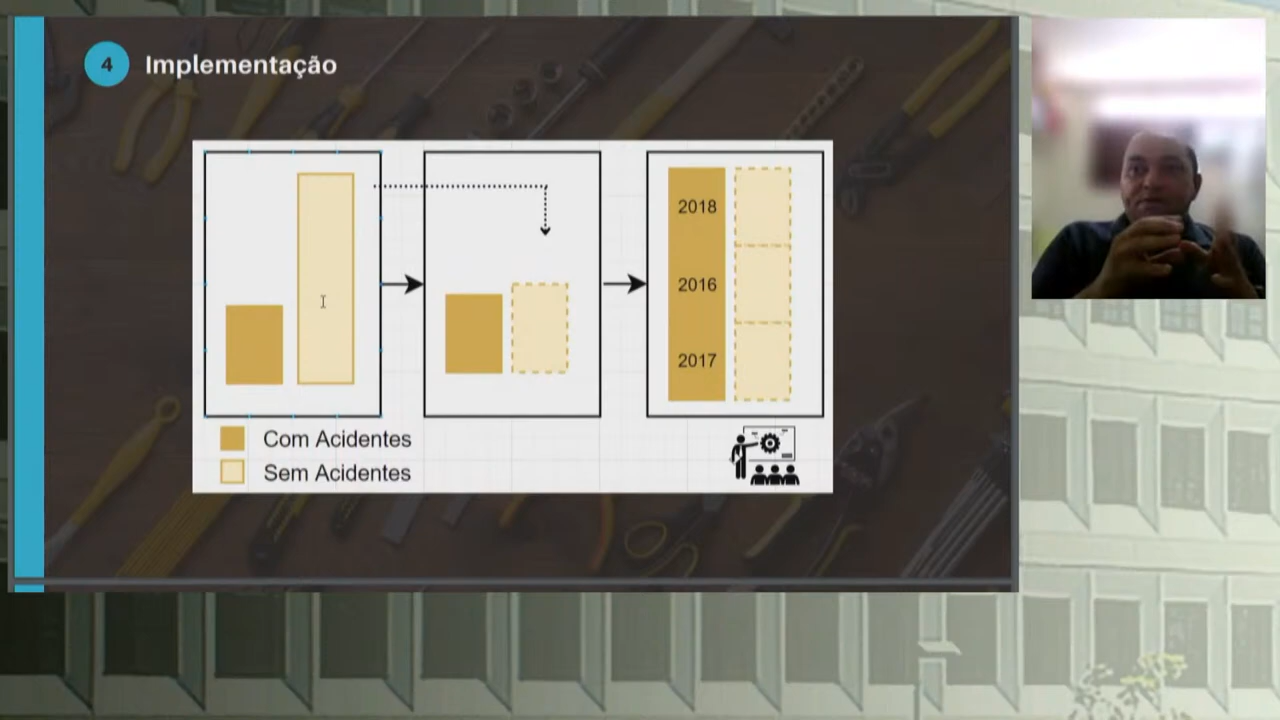 4
Implementação
2018
2016
2017
Com Acidentes
Sem Acidentes